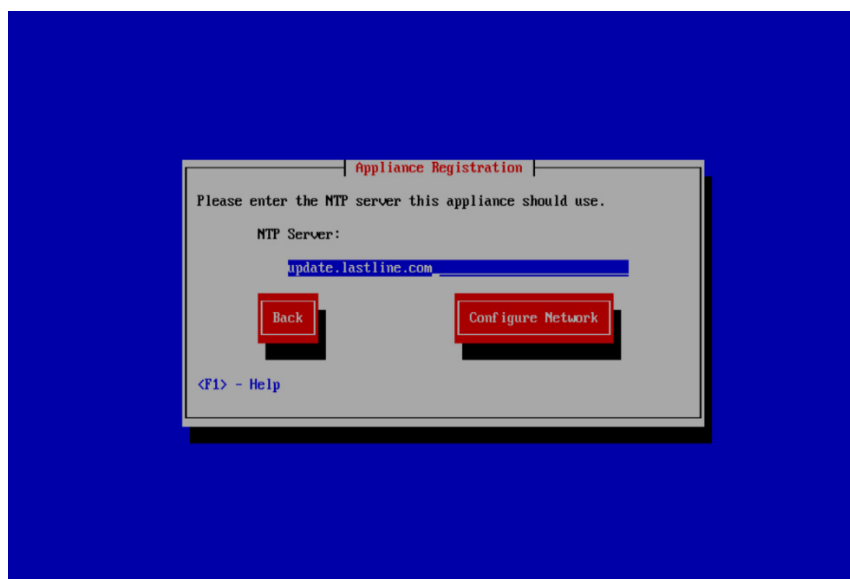 Appliance Registration
Please enter the NTP server this appliance should use.
NTP Server:
update.lastline.com
Back
Configure Network
<F1> - Help